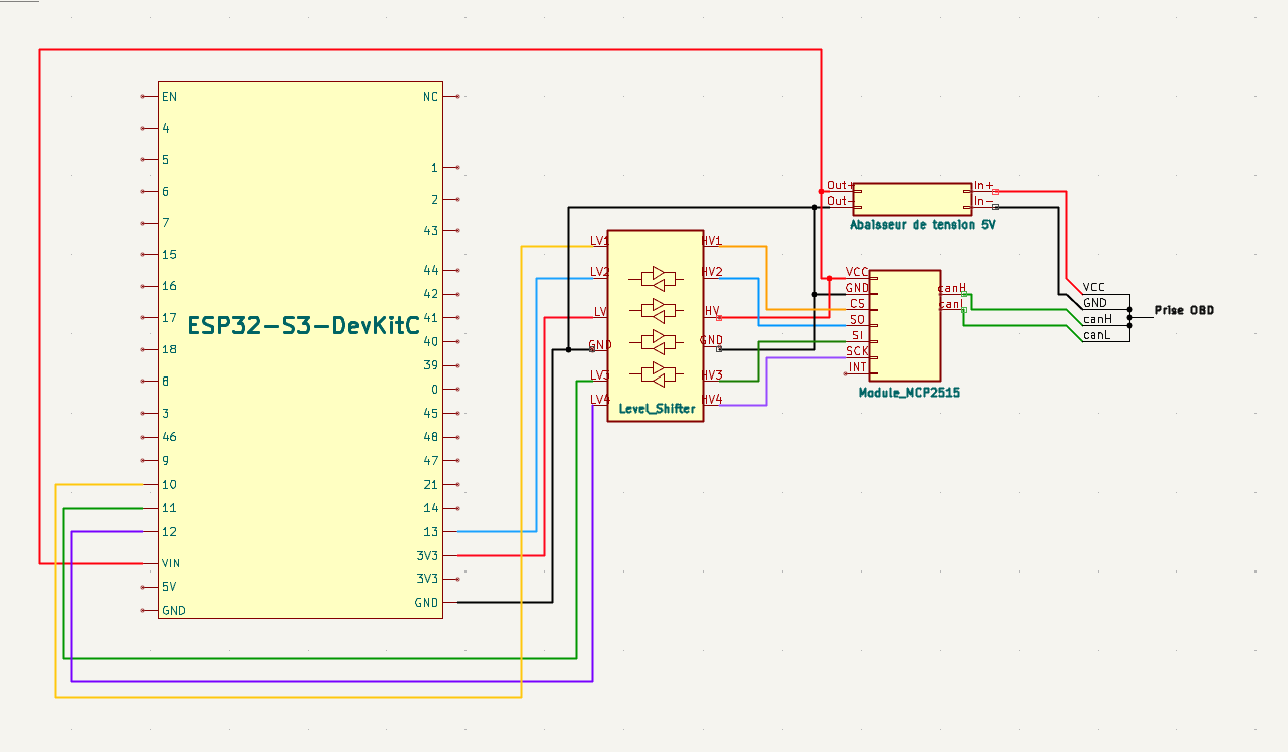 EN
4
5
6
7
15
16
17
18
8
3
46
9
10
11
12
VIN
5V
GND
ESP32-S3-DevKitC
NC
1
2
43
44
42
41
40
39
0
45
48
47
21
14
13
3V3
3V3
GND
LV1
LV2
LV
GND
LV3
LV4
HV1
HV2
HV
GND
HV3
HV4
Level_Shifter
Out+
Out-
In+
In-
Abaisseur de tension 5V
VCC
GND
CS
SO
SI
SCK
INT
canH
canL
Module_MCP2515
VCC
GND
canH
canL
Prise OBD